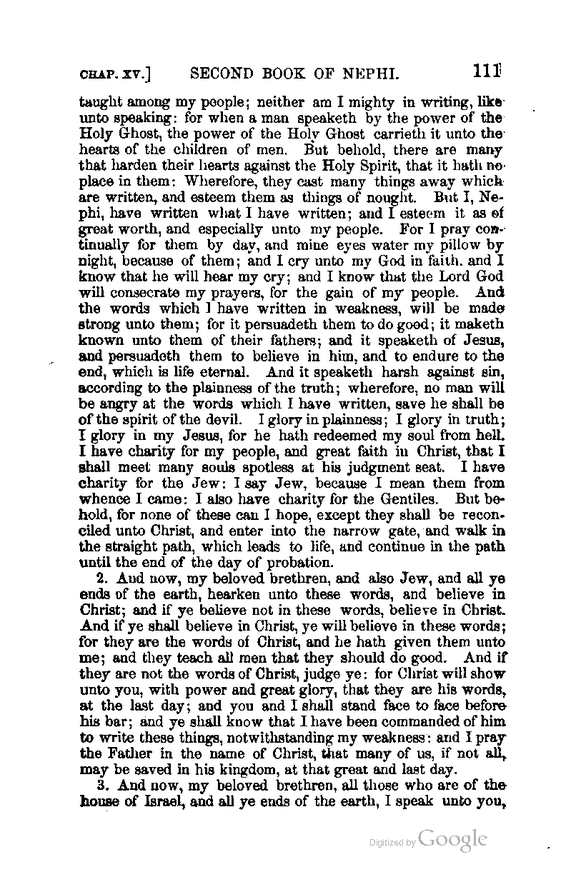 CHAP. XV.] SECOND BOOK OF NEPHI. 111
taught among my people; neither am I mighty in writing, like
unto speaking: for when a man speaketh by the power of the
Holy Ghost, the power of the Holy Ghost carrieth it unto the
hearts of the children of men. But behold, there are many
that harden their hearts against the Holy Spirit, that it hath no
place in them: Wherefore, they cast many things away which
are written, and esteem them as things of nought. But I, Ne-
phi, have written what I have written; and I esteem it as of
great worth, and especially unto my people. For I pray con-
tinually for them by day, and mine eyes water my pillow by
night, because of them; and I cry unto my God in faith. and I
know that he will hear my cry; and I know that the Lord God
will consecrate my prayers, for the gain of my people. And
the words which I have written in weakness, will be made
strong unto them; for it persuadeth them to do good; it maketh
known unto them of their fathers; and it speaketh of Jesus,
and persuadeth them to believe in him, and to endure to the
end, which is life eternal. And it speaketh harsh against sin,
according to the plainness of the truth; wherefore, no man will
be angry at the words which I have written, save he shall be
of the spirit of the devil. I glory in plainness; I glory in truth;
I glory in my Jesus, for he hath redeemed my soul from hell.
I have charity for my people, and great faith in Christ, that I
shall meet many souls spotless at his judgment seat. I have
charity for the Jew: I say Jew, because I mean them from
whence I came: I also have charity for the Gentiles. But be-
hold, for none of these can I hope, except they shall be recon-
ciled unto Christ, and enter into the narrow gate, and walk in
the straight path, which leads to life, and continue in the path
until the end of the day of probation.
2. And now, my beloved brethren, and also Jew, and all ye
ends of the earth, hearken unto these words, and believe in
Christ; and if ye believe not in these words, believe in Christ.
And if ye shall believe in Christ, ye will believe in these words;
for they are the words of Christ, and he hath given them unto
me; and they teach all men that they should do good. And if
they are not the words of Christ, judge ye: for Christ will show
unto you, with power and great glory, that they are his words,
at the last day; and you and I shall stand face to face before
his bar; and ye shall know that I have been commanded of him
to write these things, notwithstanding my weakness: and I pray
the Father in the name of Christ, that many of us, if not all,
may be saved in his kingdom, at that great and last day.
3. And now, my beloved brethren, all those who are of the
house of Israel, and all ye ends of the earth, I speak unto you,
Digitized by Google